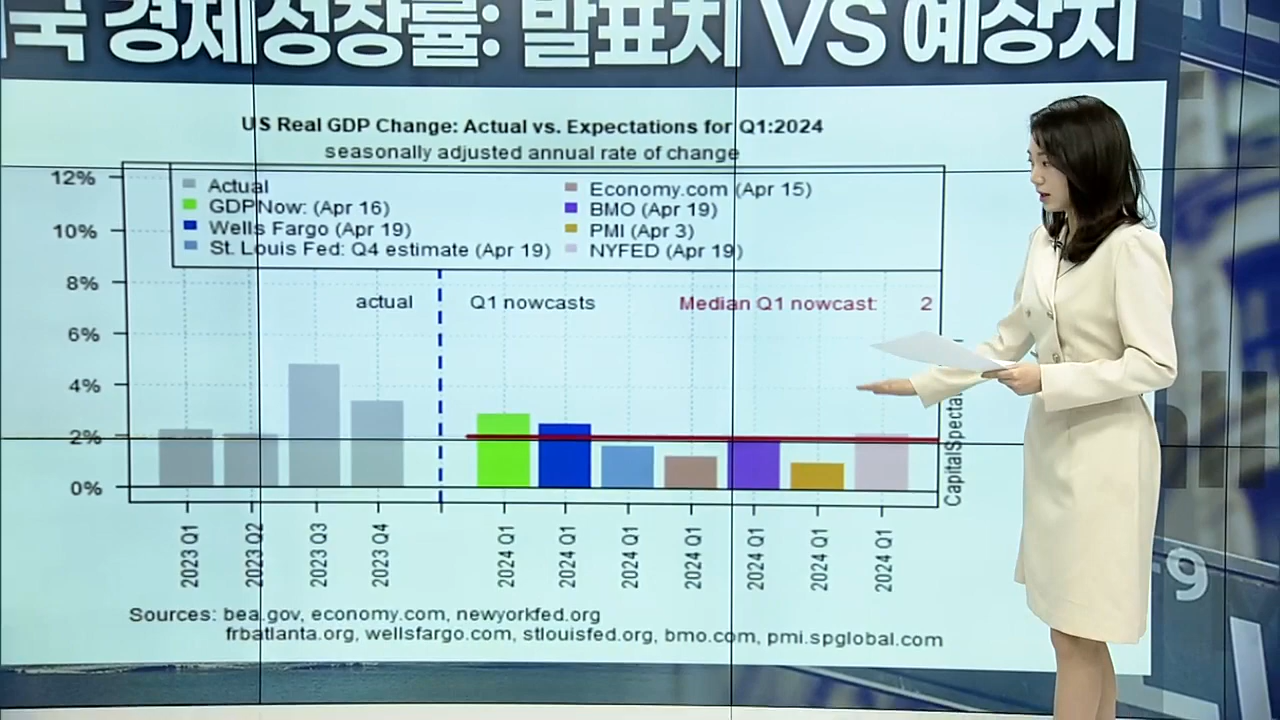 국 경제성장률: 발표치 VS 예상치
US Real GDP Change: Actual vs. Expectations for Q1:2024
seasonally adjusted annual rate of change
12%
10%
8%
6%
4%
2%
0%
Actual
GDPNow: (Apr 16)
Wells Fargo (Apr 19)
St. Louis Fed: Q4 estimate (Apr 19)
Economy.com (Apr 15)
BMO (Apr 19)
PMI (Apr 3)
NYFED (Apr 19)
actual
Q1 nowcasts
Median Q1 nowcast: 2
2023 Q1
2023 Q2
2023 Q3
2023 Q4
2024 Q1
2024 Q1
2024 Q1
2024 Q1
2024 Q1
2024 Q1
2024 Q1
Sources: bea.gov, economy.com, newyorkfed.org
frbatlanta.org, wellsfargo.com, stlouisfed.org, bmo.com, pmi.spglobal.com
9